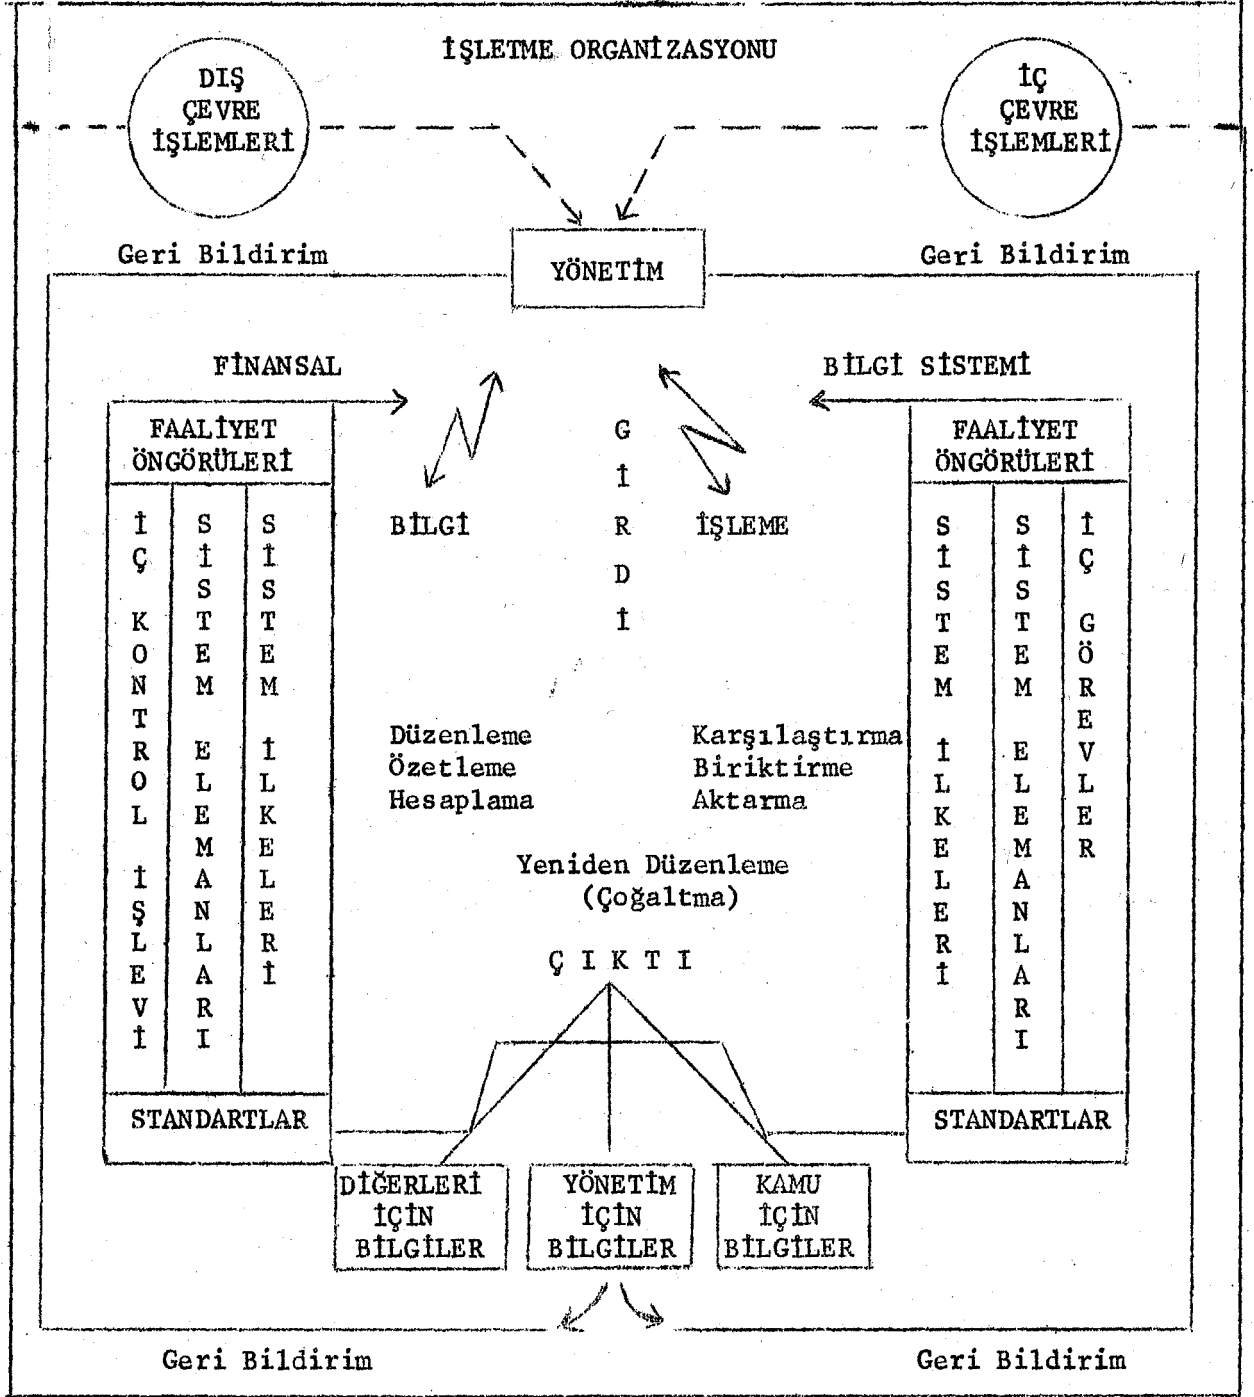 İŞLETME ORGANİZASYONU
DIŞ
ÇEVRE
İŞLEMLERİ
İÇ
ÇEVRE
İŞLEMLERİ
Geri Bildirim
YÖNETİM
Geri Bildirim
FİNANSAL
BİLGİ SİSTEMİ
FAALİYET
ÖNGÖRÜLERİ
İÇ KONTROL İŞLEVİ
SİSTEM ELEMANLARI
SİSTEM İLKELERİ
STANDARTLAR
GİRDİ
BİLGİ
İŞLEME
Düzenleme
Özetleme
Hesaplama
Karşılaştırma
Biriktirme
Aktarma
Yeniden Düzenleme
(Çoğaltma)
Ç I K T I
FAALİYET
ÖNGÖRÜLERİ
SİSTEM İLKELERİ
SİSTEM ELEMANLARI
İÇ GÖREVLER
STANDARTLAR
DİĞERLERİ
İÇİN
BİLGİLER
YÖNETİM
İÇİN
BİLGİLER
KAMU
İÇİN
BİLGİLER
Geri Bildirim
Geri Bildirim